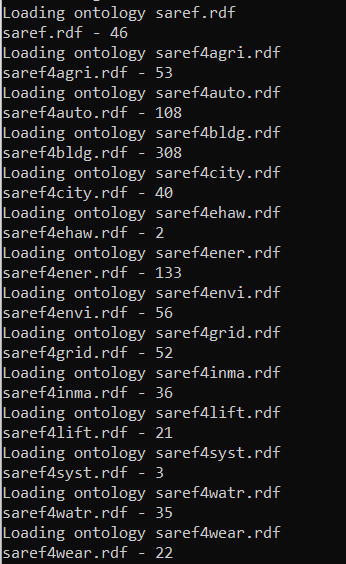 Loading ontology saref.rdf
saref.rdf - 46
Loading ontology saref4agri.rdf
saref4agri.rdf - 53
Loading ontology saref4auto.rdf
saref4auto.rdf - 108
Loading ontology saref4bldg.rdf
saref4bldg.rdf - 308
Loading ontology saref4city.rdf
saref4city.rdf - 40
Loading ontology saref4ehaw.rdf
saref4ehaw.rdf - 2
Loading ontology saref4ener.rdf
saref4ener.rdf - 133
Loading ontology saref4envi.rdf
saref4envi.rdf - 56
Loading ontology saref4grid.rdf
saref4grid.rdf - 52
Loading ontology saref4inma.rdf
saref4inma.rdf - 36
Loading ontology saref4lift.rdf
saref4lift.rdf - 21
Loading ontology saref4syst.rdf
saref4syst.rdf - 3
Loading ontology saref4watr.rdf
saref4watr.rdf - 35
Loading ontology saref4wear.rdf
saref4wear.rdf - 22